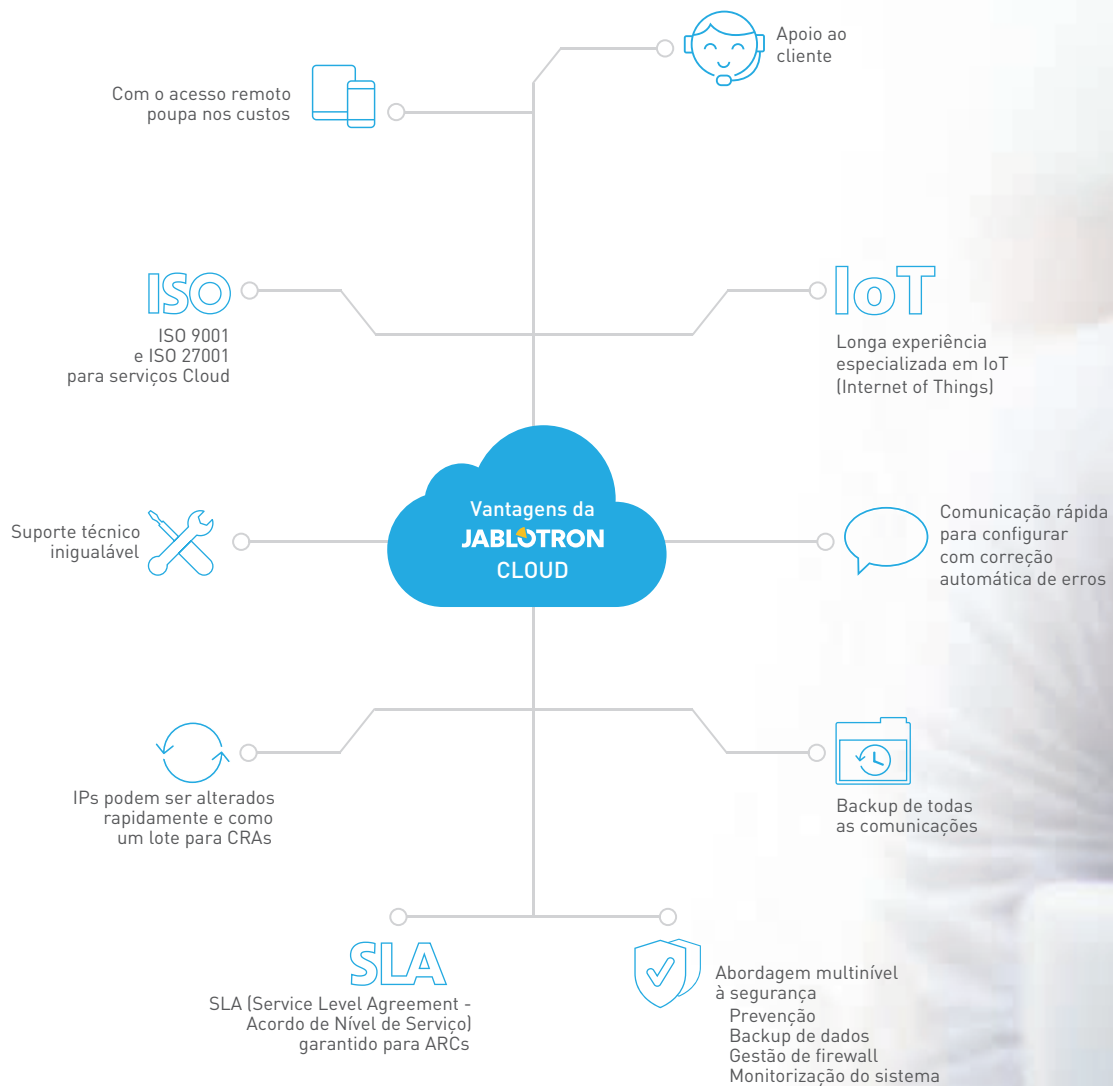 Apoio ao
cliente
Com o acesso remoto
poupa nos custos
ISO
ISO 9001
e ISO 27001
para serviços Cloud
IoT
Longa experiência
especializada em IoT
(Internet of Things)
Vantagens da
JABLOTRON
CLOUD
Suporte técnico
inigualável
Comunicação rápida
para configurar
com correção
automática de erros
IPs podem ser alterados
rapidamente e como
um lote para CRAs
Backup de todas
as comunicações
SLA
SLA (Service Level Agreement -
Acordo de Nível de Serviço)
garantido para ARCs
Abordagem multinível
à segurança
Prevenção
Backup de dados
Gestão de firewall
Monitorização do sistema